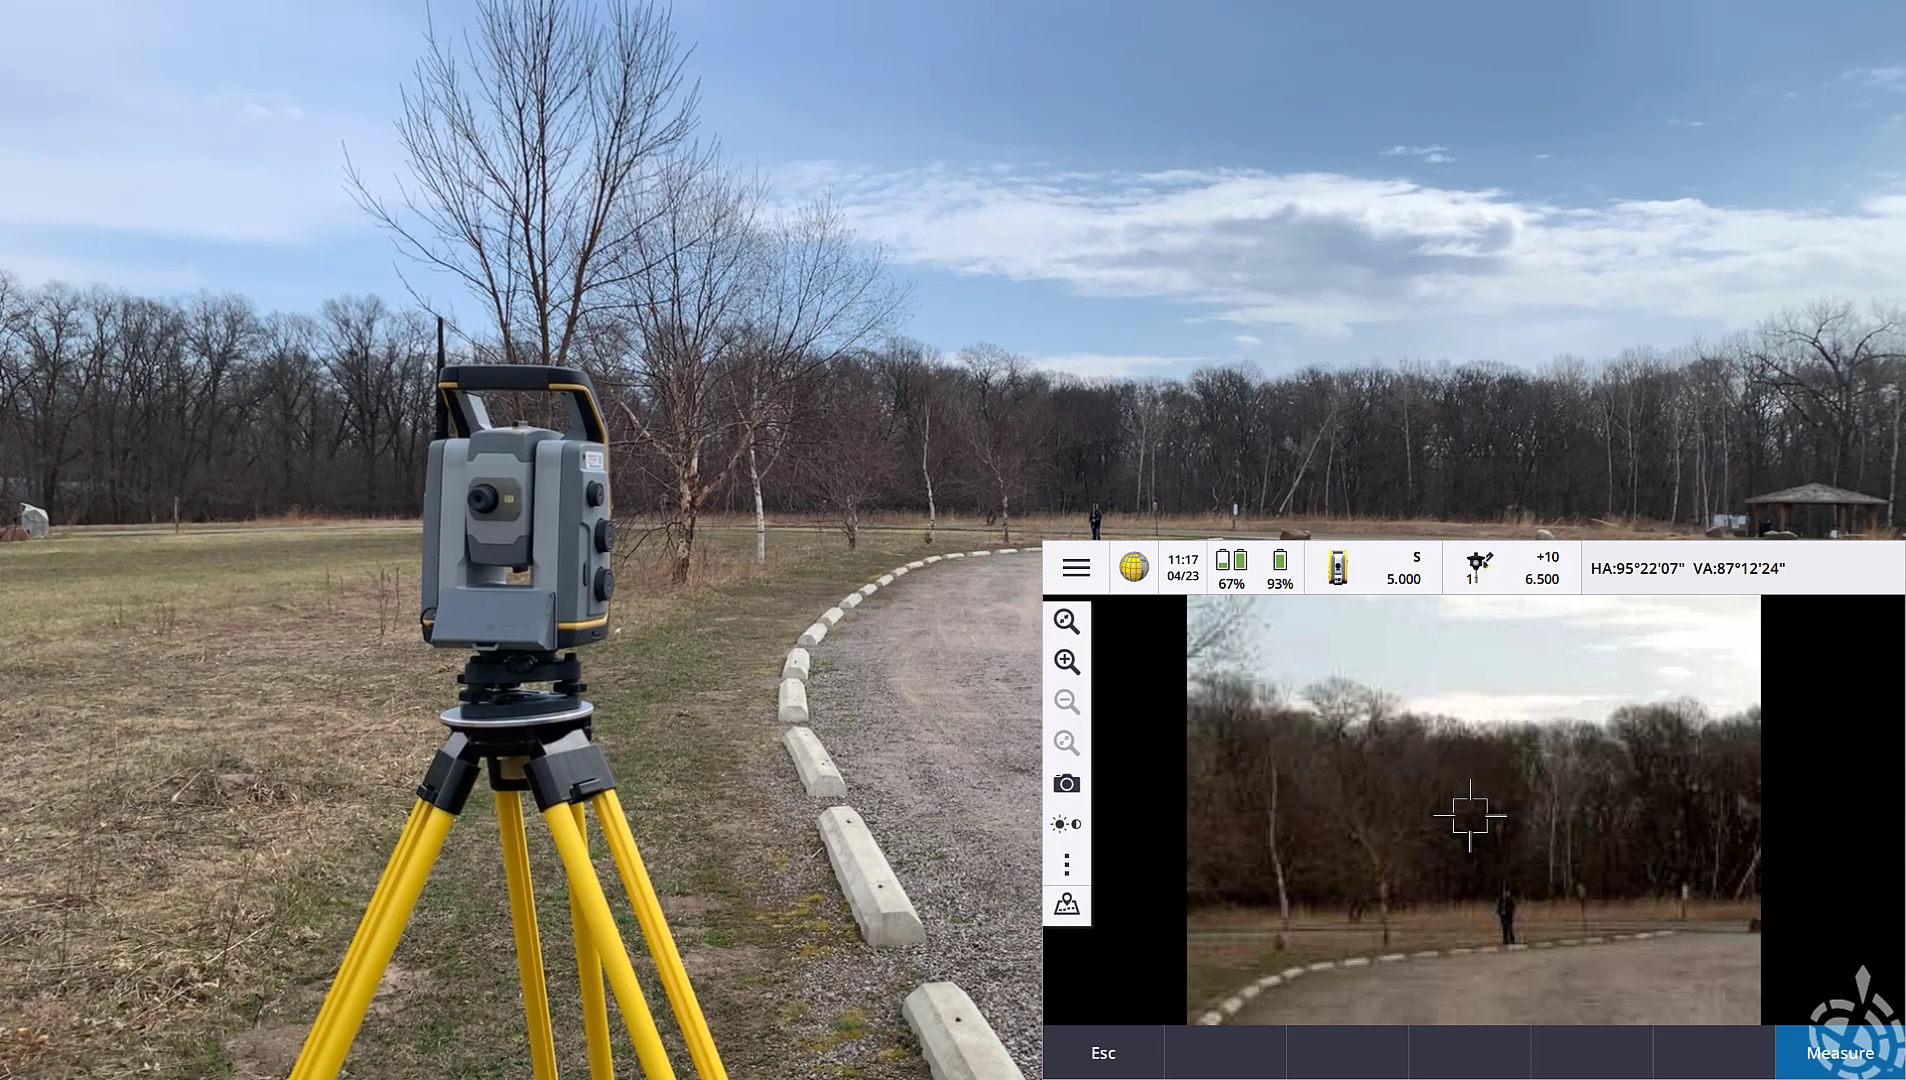 11:17
04/23
67%
93%
S
5.000
1
+10
6.500
HA:95°22'07" VA:87°12'24"
Esc
Measure